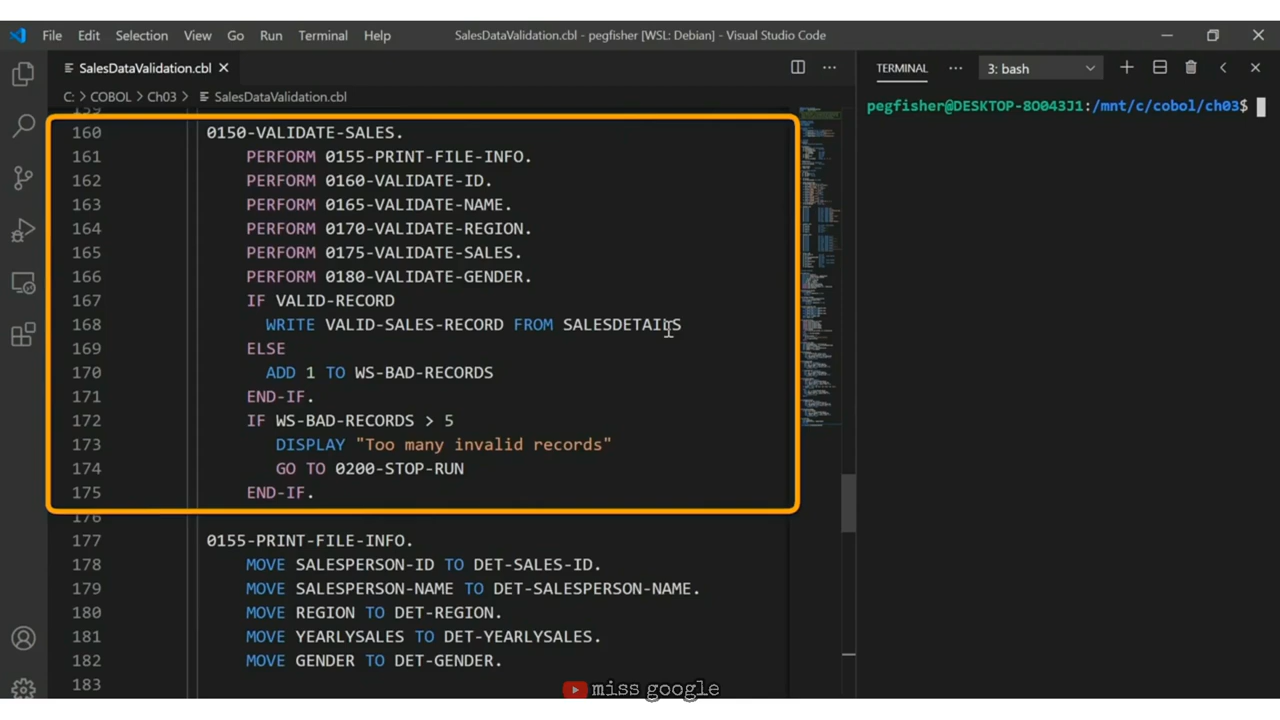 File Edit Selection View Go Run Terminal Help SalesDataValidation.cbl - pegfisher [WSL: Debian] - Visual Studio Code
SalesDataValidation.cbl
C: > COBOL > Ch03 > SalesDataValidation.cbl
159
160 0150-VALIDATE-SALES.
161 PERFORM 0155-PRINT-FILE-INFO.
162 PERFORM 0160-VALIDATE-ID.
163 PERFORM 0165-VALIDATE-NAME.
164 PERFORM 0170-VALIDATE-REGION.
165 PERFORM 0175-VALIDATE-SALES.
166 PERFORM 0180-VALIDATE-GENDER.
167 IF VALID-RECORD
168 WRITE VALID-SALES-RECORD FROM SALESDETAILS
169 ELSE
170 ADD 1 TO WS-BAD-RECORDS
171 END-IF.
172 IF WS-BAD-RECORDS > 5
173 DISPLAY "Too many invalid records"
174 GO TO 0200-STOP-RUN
175 END-IF.
176
177 0155-PRINT-FILE-INFO.
178 MOVE SALESPERSON-ID TO DET-SALES-ID.
179 MOVE SALESPERSON-NAME TO DET-SALESPERSON-NAME.
180 MOVE REGION TO DET-REGION.
181 MOVE YEARLYSALES TO DET-YEARLYSALES.
182 MOVE GENDER TO DET-GENDER.
183
TERMINAL ··· 3: bash
pegfisher@DESKTOP-8O043J1:/mnt/c/cobol/ch03$
miss google